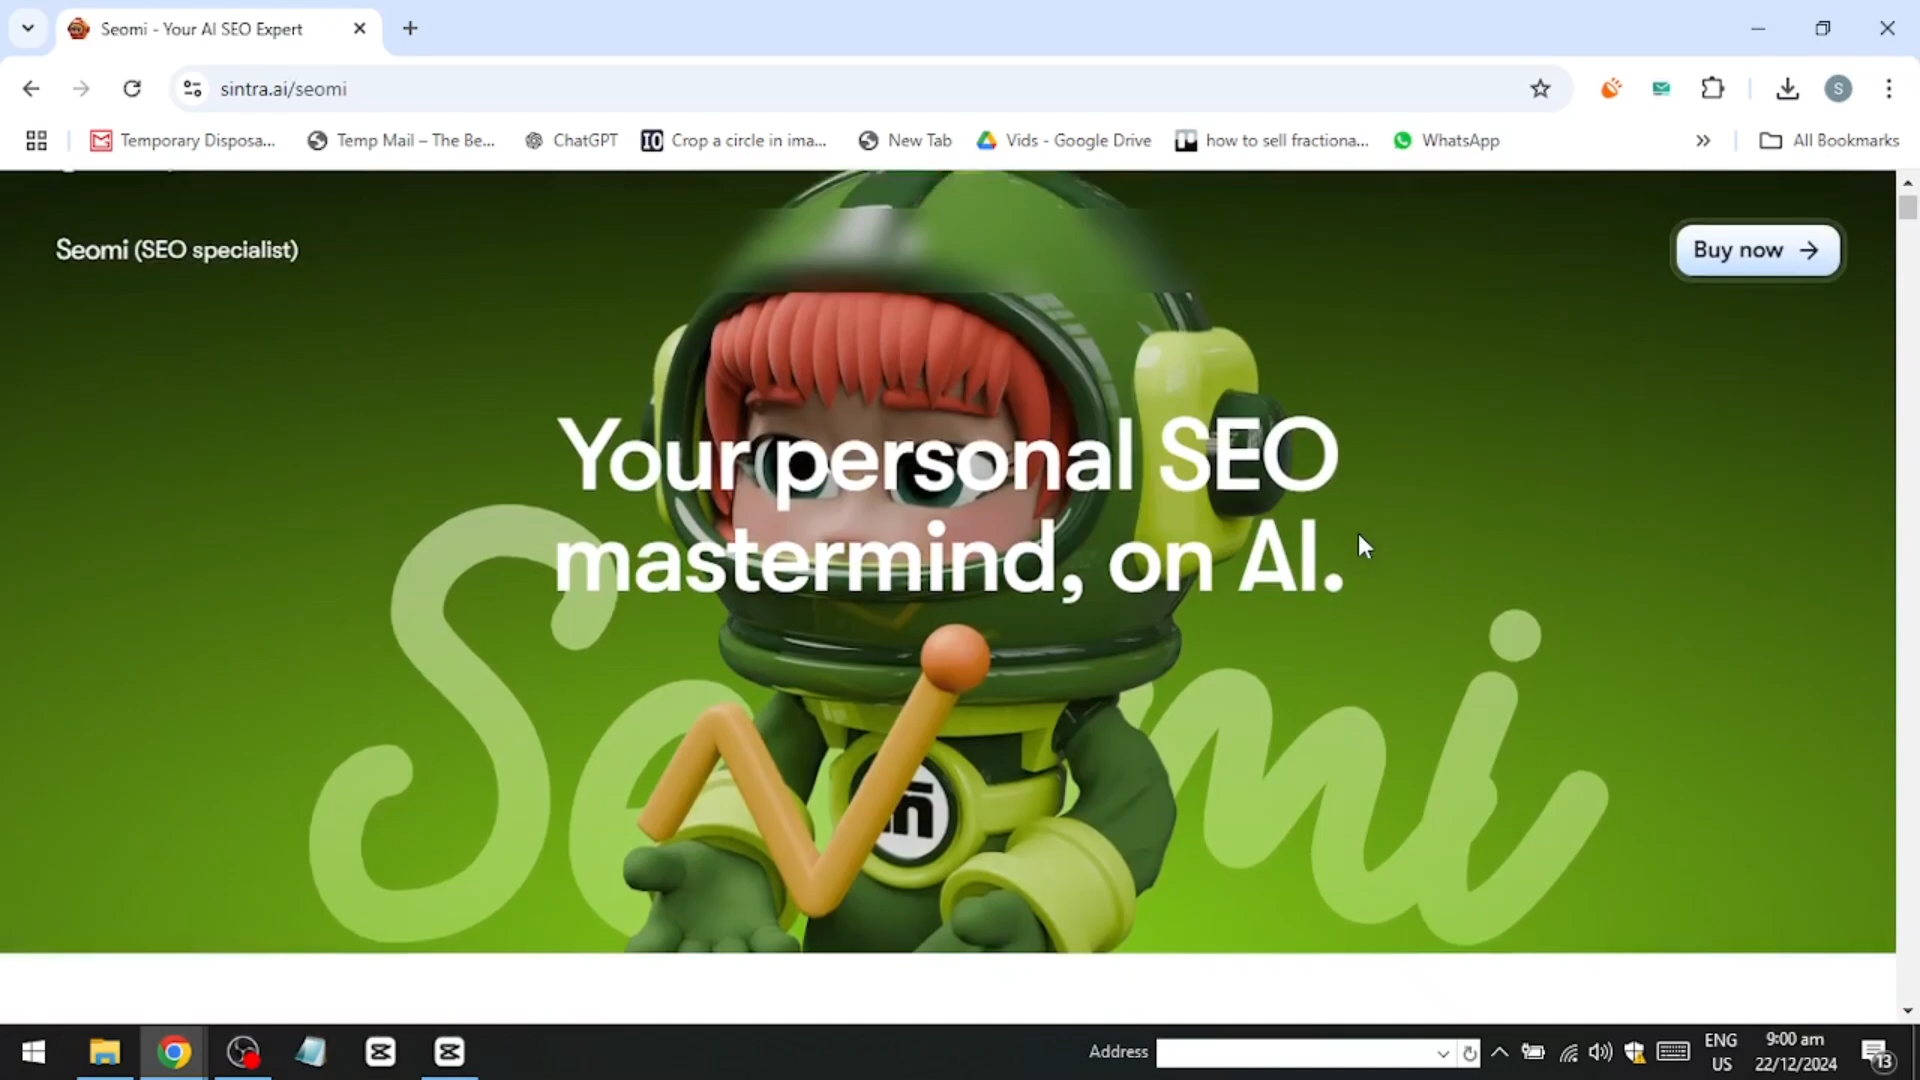 Seomi - Your AI SEO Expert
sintra.ai/seomi
S
Temporary Disposa...
Temp Mail – The Be...
ChatGPT
Crop a circle in ima...
New Tab
Vids - Google Drive
how to sell fractiona...
WhatsApp
All Bookmarks
Seomi (SEO specialist)
Buy now
Your personal SEO
mastermind, on AI.
Seomi
Address
ENG
US
9:00 am
22/12/2024
13